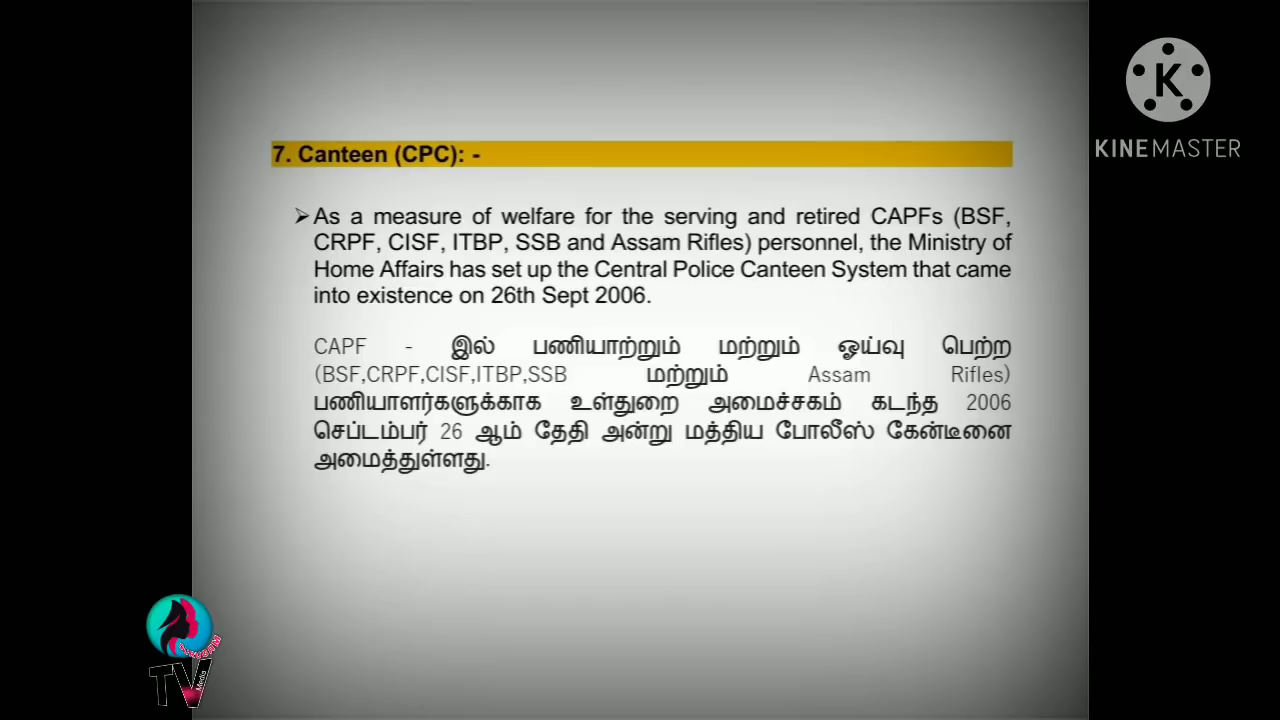 7. Canteen (CPC): -
➢ As a measure of welfare for the serving and retired CAPFs (BSF,
CRPF, CISF, ITBP, SSB and Assam Rifles) personnel, the Ministry of
Home Affairs has set up the Central Police Canteen System that came
into existence on 26th Sept 2006.
CAPF - இல் பணியாற்றும் மற்றும் ஓய்வு பெற்ற
(BSF,CRPF,CISF,ITBP,SSB மற்றும் Assam Rifles)
பணியாளர்களுக்காக உள்துறை அமைச்சகம் கடந்த 2006
செப்டம்பர் 26 ஆம் தேதி அன்று மத்திய போலீஸ் கேன்டீனை
அமைத்துள்ளது.
K
KINEMASTER
TV
Media